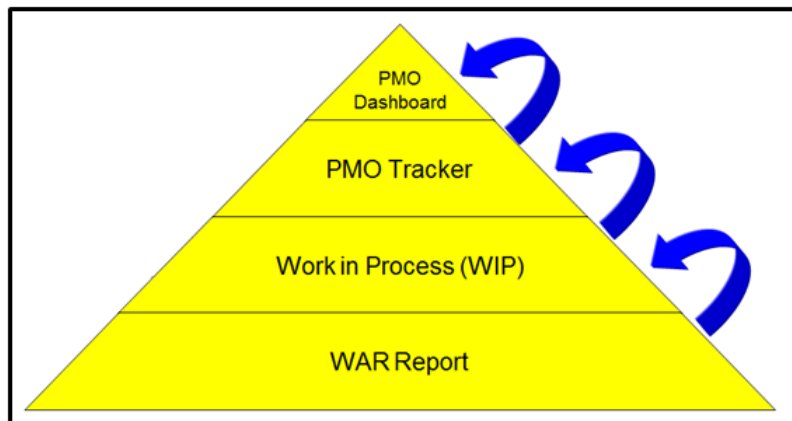 PMO
Dashboard
PMO Tracker
Work in Process (WIP)
WAR Report